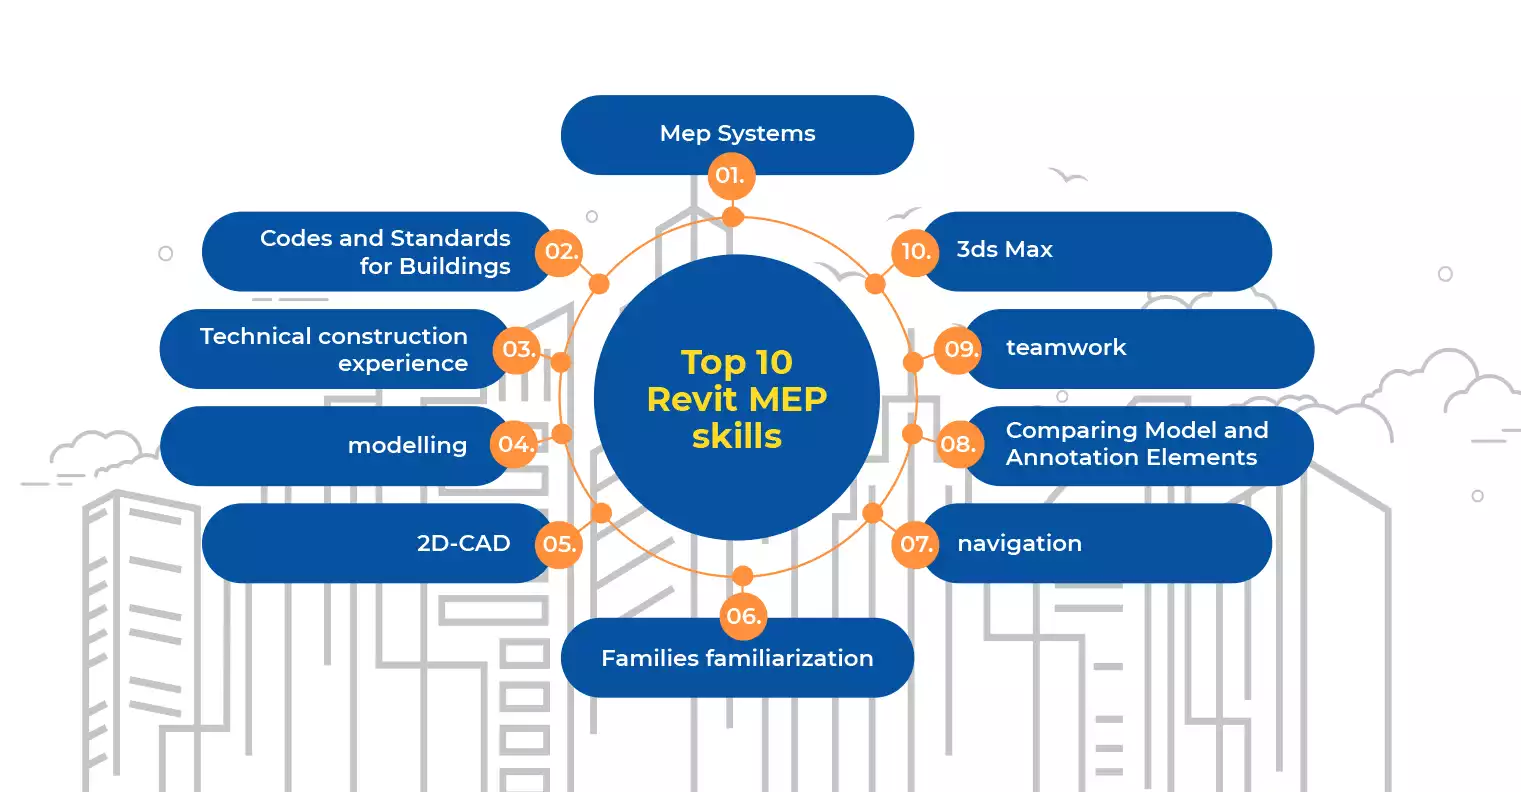 Mep Systems
01.
Codes and Standards
for Buildings
02.
Technical construction
experience
03.
modelling
04.
2D-CAD
05.
Families familiarization
06.
navigation
07.
Comparing Model and
Annotation Elements
08.
teamwork
09.
3ds Max
10.
Top 10
Revit MEP
skills